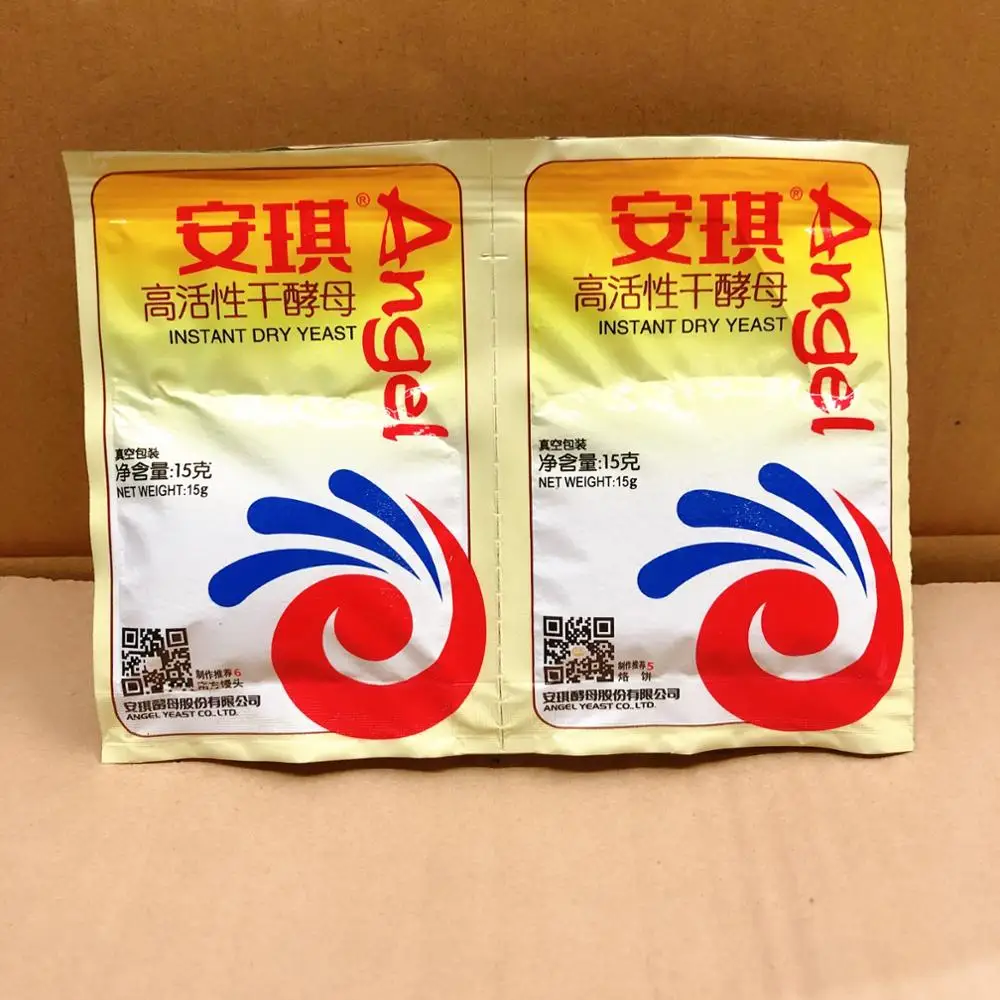 安琪®
Angel
高活性干酵母
INSTANT DRY YEAST
真空包装
净含量:15克
NET WEIGHT:15g
制作推荐6
南方馒头
安琪酵母股份有限公司
ANGEL YEAST CO.,LTD.
安琪®
Angel
高活性干酵母
INSTANT DRY YEAST
真空包装
净含量:15克
NET WEIGHT:15g
制作推荐5
烙饼
安琪酵母股份有限公司
ANGEL YEAST CO.,LTD.